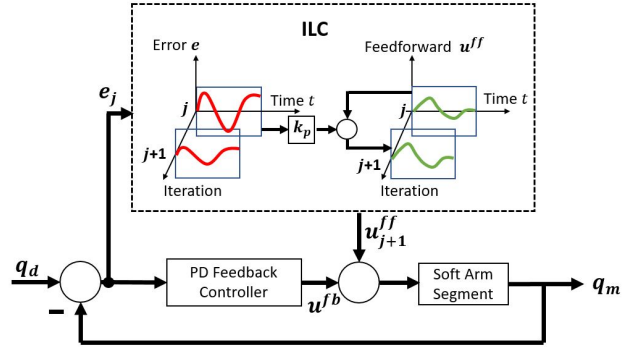 ILC
Error e
Feedforward u^{ff}
e_j
j
Time t
j
Time t
k_p
j+1
j+1
Iteration
Iteration
u^{ff}_{j+1}
q_d
PD Feedback
Controller
Soft Arm
Segment
q_m
u^{fb}
−